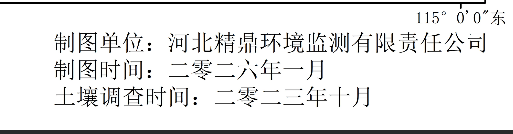 115°0'0"东
制图单位：河北精鼎环境监测有限责任公司
制图时间：二零二六年一月
土壤调查时间：二零二三年十月